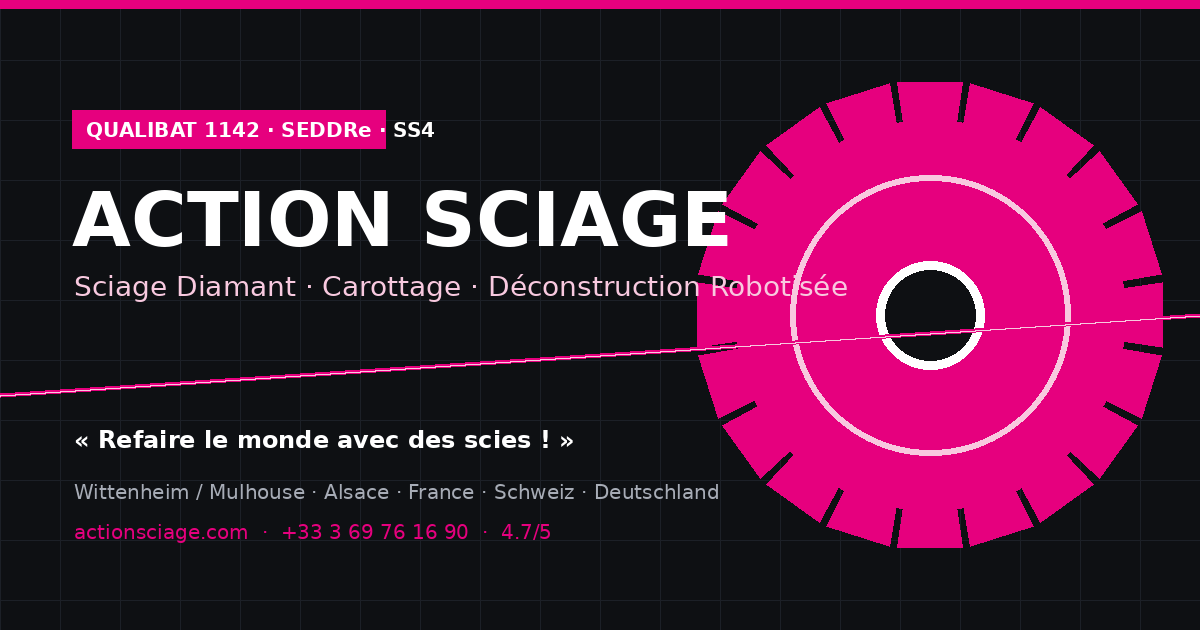 QUALIBAT 1142 · SEDDRe · SS4
ACTION SCIAGE
Sciage Diamant · Carottage · Déconstruction Robotisée
« Refaire le monde avec des scies ! »
Wittenheim / Mulhouse · Alsace · France · Schweiz · Deutschland
actionsciage.com · +33 3 69 76 16 90 · 4.7/5